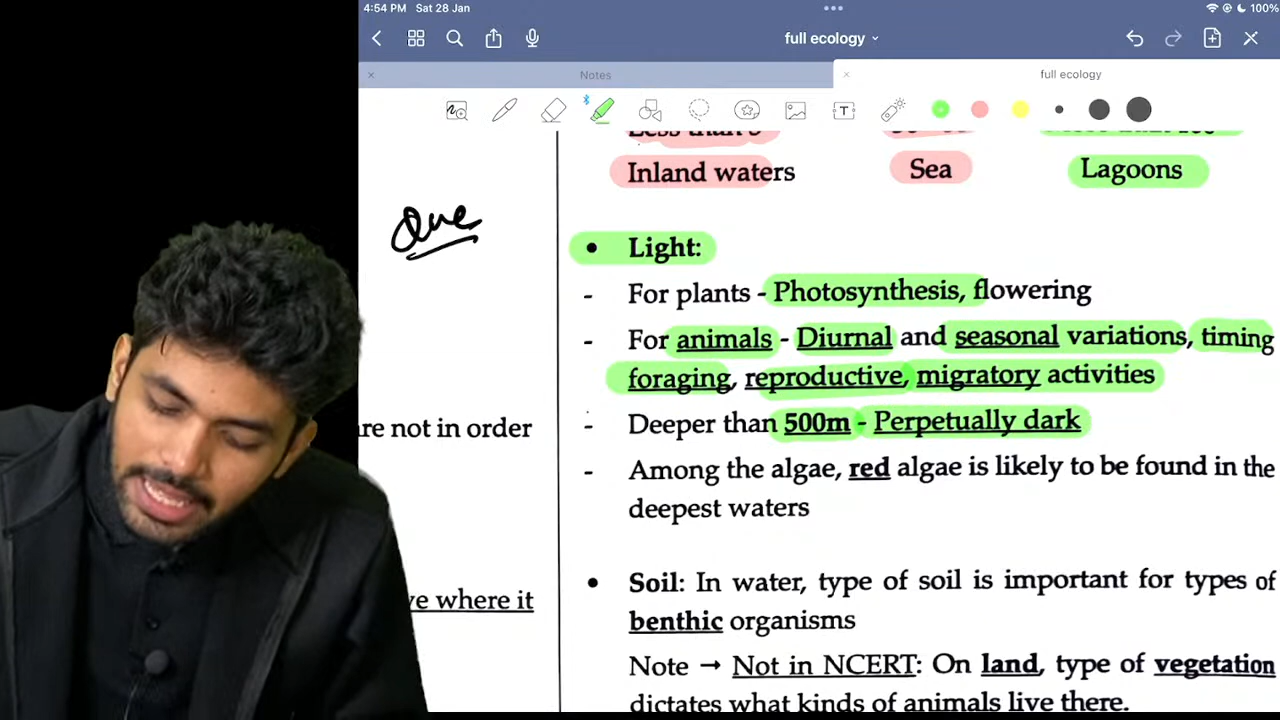 4:54 PM Sat 28 Jan
100%
full ecology
Notes
full ecology
Less than 5
Inland waters
Sea
Lagoons
Que
• Light:
- For plants - Photosynthesis, flowering
- For animals - Diurnal and seasonal variations, timing
foraging, reproductive, migratory activities
- Deeper than 500m - Perpetually dark
- Among the algae, red algae is likely to be found in the
deepest waters
• Soil: In water, type of soil is important for types of
benthic organisms
Note → Not in NCERT: On land, type of vegetation
dictates what kinds of animals live there.
are not in order
ve where it